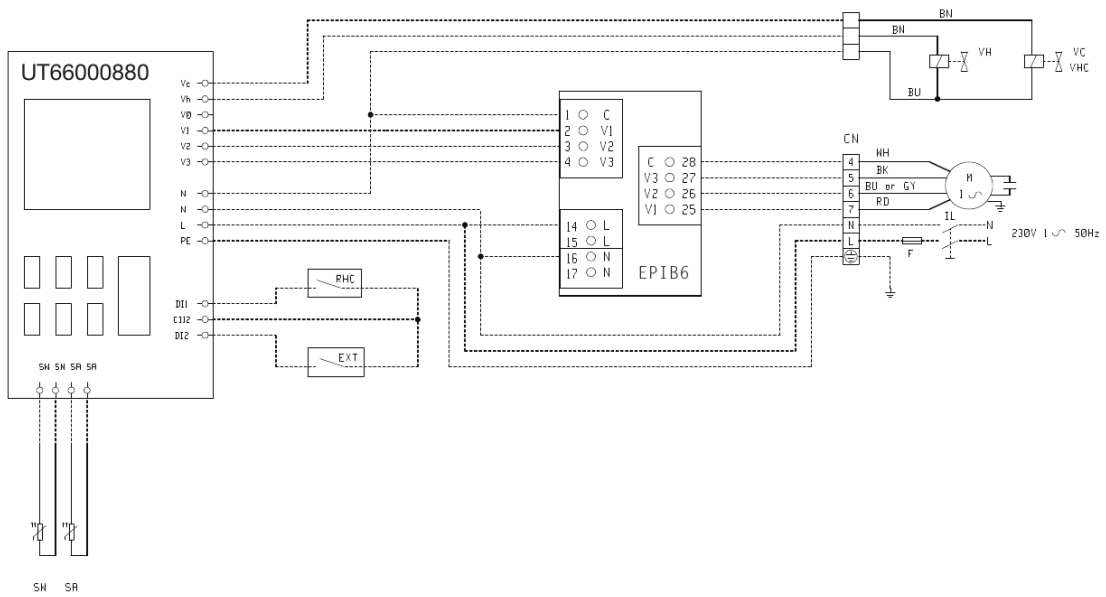 UT66000880
Vc
Vh
V0
V1
V2
V3
N
N
L
PE
DI1
C112
DI2
SW SW SA SA
SW SA
RHC
EXT
1 C
2 V1
3 V2
4 V3
C 28
V3 27
V2 26
V1 25
14 L
15 L
16 N
17 N
EPIB6
BN
BN
BU
VH
VC
VHC
CN
4 WH
5 BK
6 BU or GY
7 RD
N
L
M
1
IL
F
N
L
230V 1 50Hz